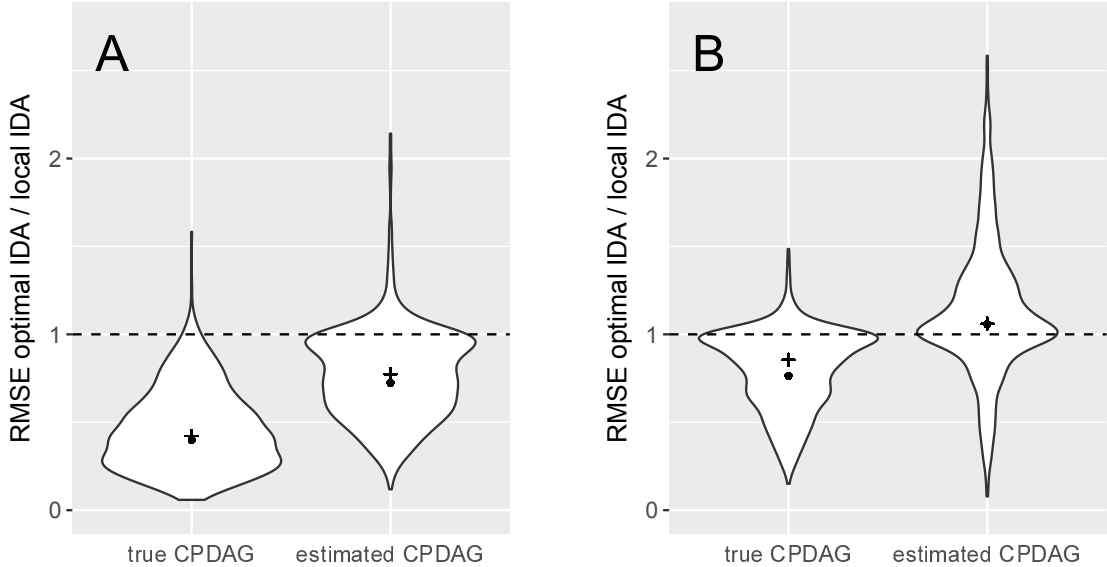 A
RMSE optimal IDA / local IDA
2
1
0
true CPDAG
estimated CPDAG
B
RMSE optimal IDA / local IDA
2
1
0
true CPDAG
estimated CPDAG